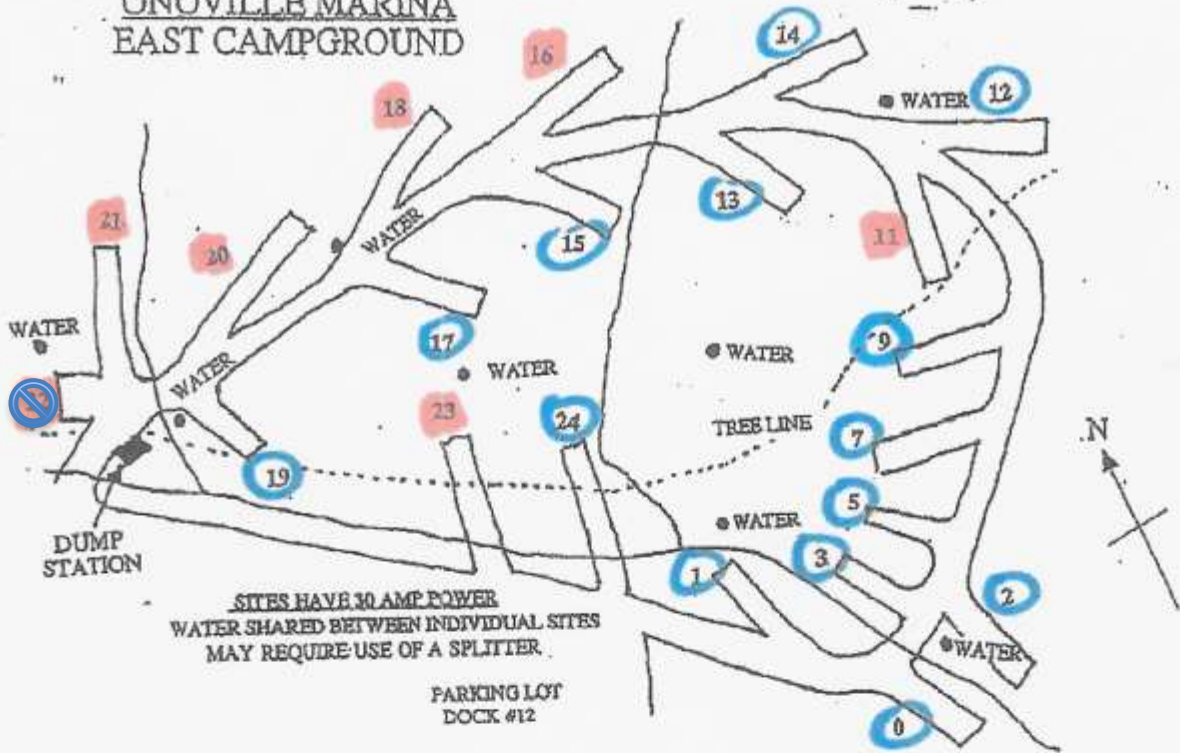 ONOVILLE MARINA
EAST CAMPGROUND
14
16
12
WATER
18
13
21
WATER
11
20
15
WATER
9
17
WATER
WATER
WATER
23
24
TREE LINE
7
N
19
5
WATER
DUMP
STATION
3
1
2
SITES HAVE 30 AMP POWER
WATER SHARED BETWEEN INDIVIDUAL SITES
MAY REQUIRE USE OF A SPLITTER
WATER
PARKING LOT
DOCK #12
0